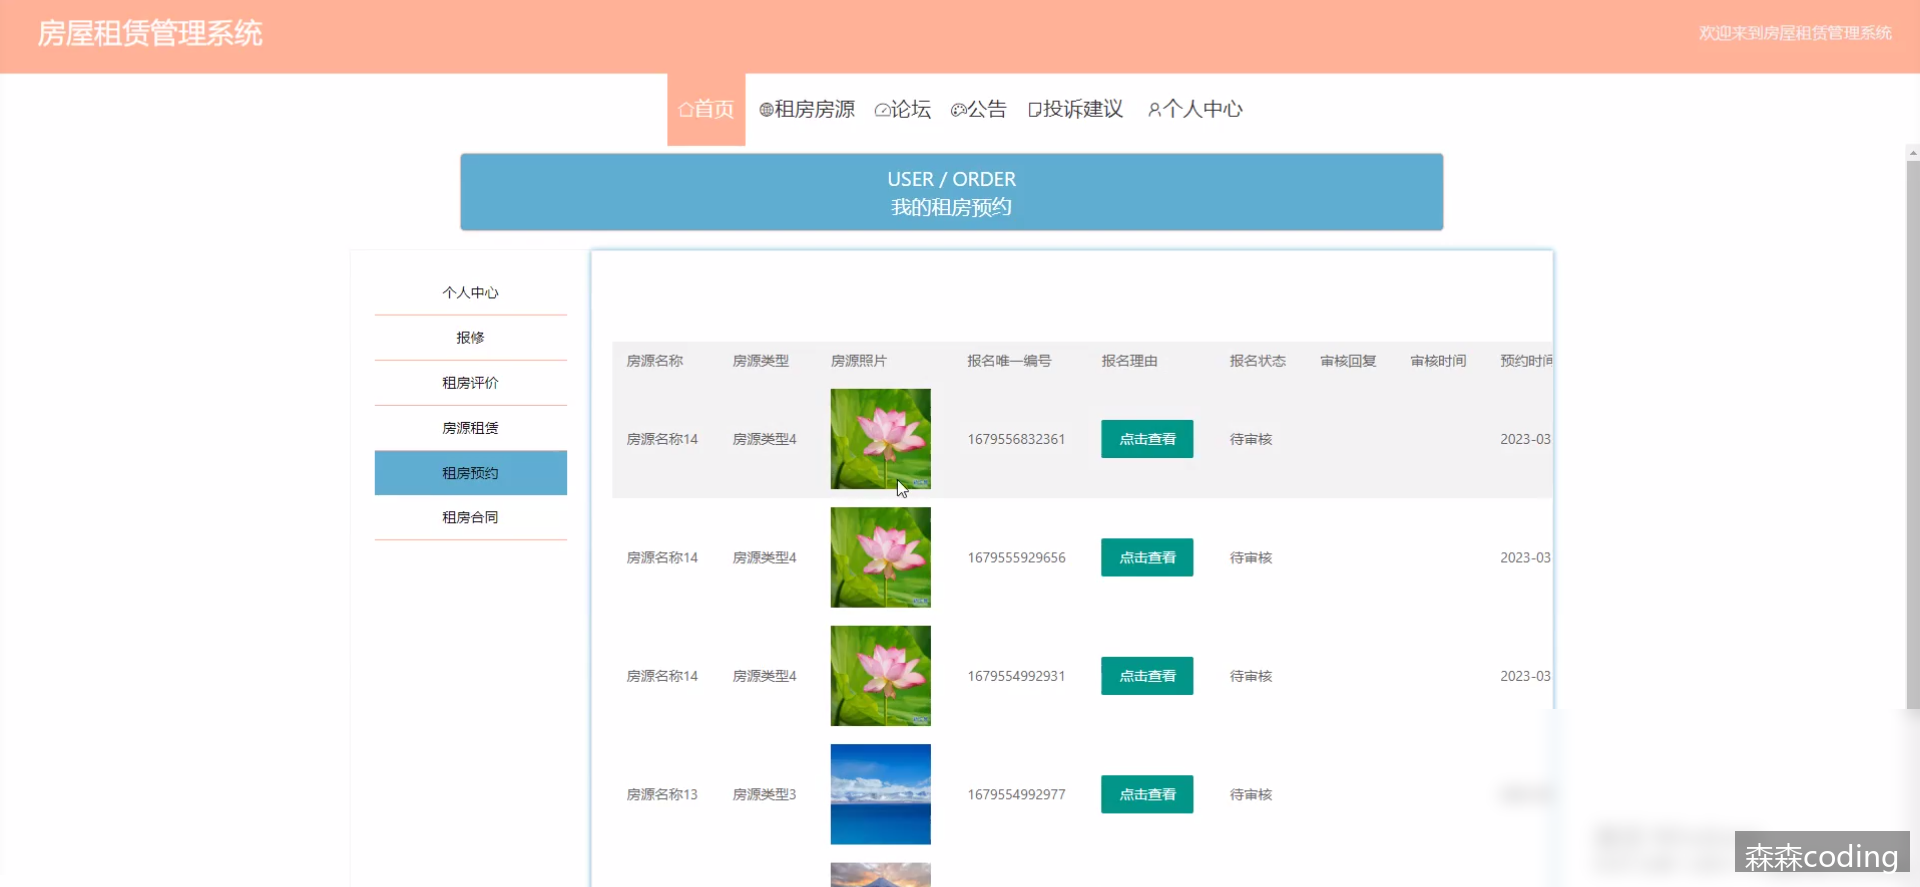 房屋租赁管理系统
欢迎来到房屋租赁管理系统
首页 租房房源 论坛 公告 投诉建议 个人中心
USER / ORDER
我的租房预约
个人中心
报修
租房评价
房源租赁
租房预约
租房合同
房源名称 房源类型 房源照片 报名唯一编号 报名理由 报名状态 审核回复 审核时间 预约时间
房源名称14 房源类型4 1679556832361 点击查看 待审核 2023-03
房源名称14 房源类型4 1679555929656 点击查看 待审核 2023-03
房源名称14 房源类型4 1679554992931 点击查看 待审核 2023-03
房源名称13 房源类型3 1679554992977 点击查看 待审核
森森coding